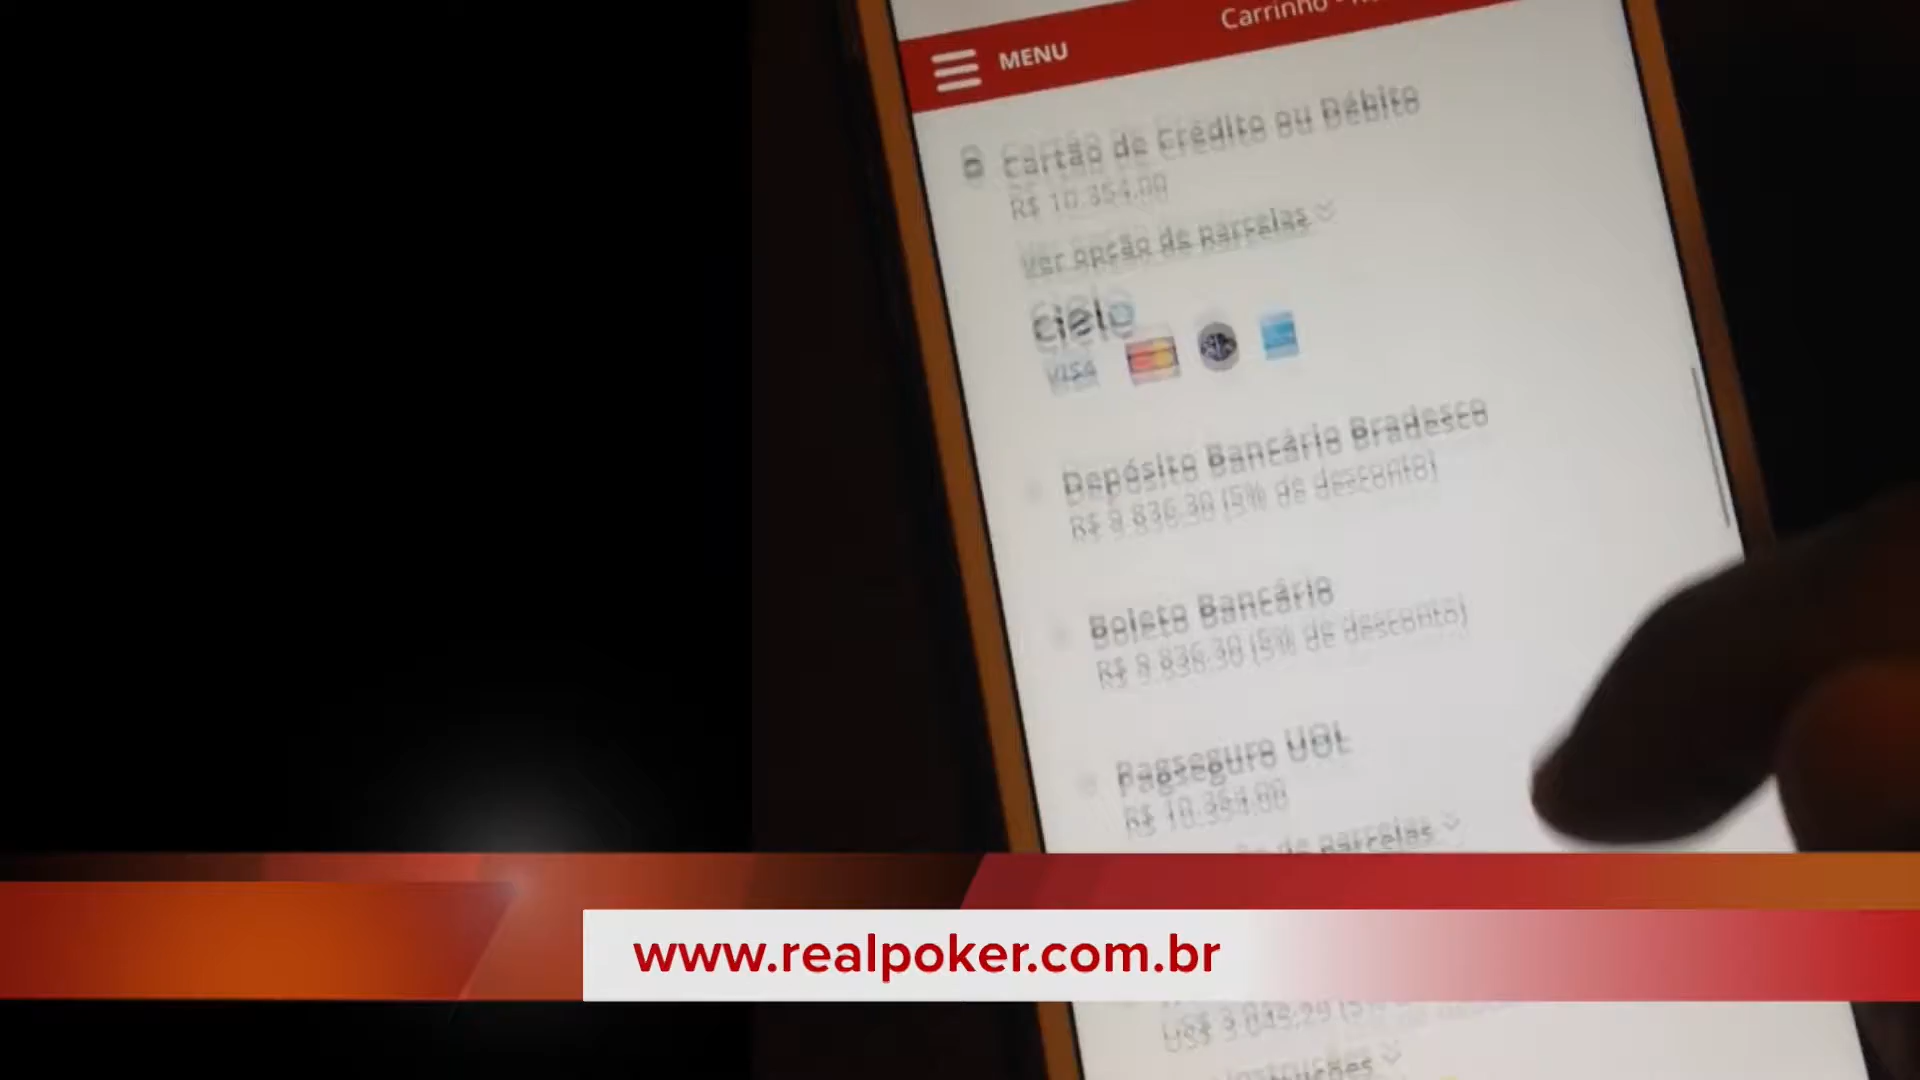 Carrinho -
MENU
Cartão de Crédito ou Débito
R$ 10.354,00
Ver opção de parcelas
cielo
VISA
Depósito Bancário Bradesco
R$ 9.836,30 (5% de desconto)
Boleto Bancário
R$ 9.836,30 (5% de desconto)
Pagseguro UOL
R$ 10.354,00
de parcelas
www.realpoker.com.br